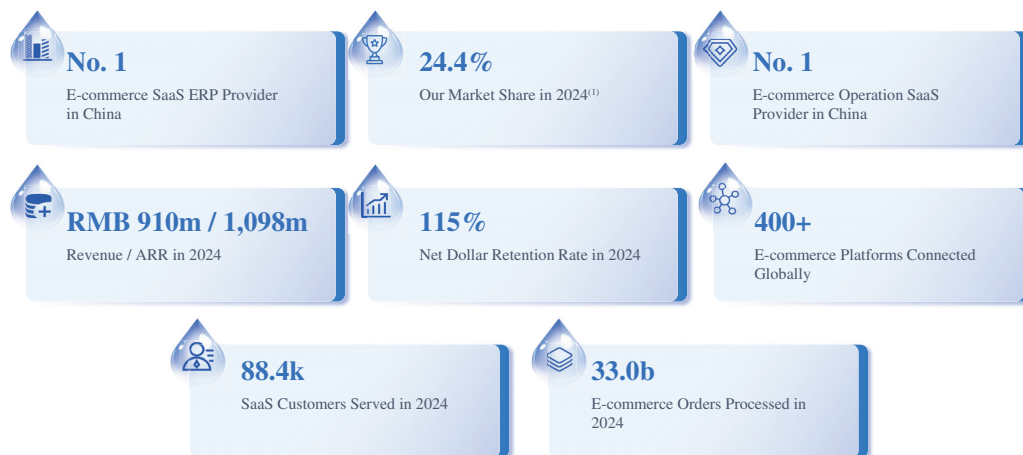 No. 1
E-commerce SaaS ERP Provider
in China
24.4%
Our Market Share in 2024(1)
No. 1
E-commerce Operation SaaS
Provider in China
RMB 910m / 1,098m
Revenue / ARR in 2024
115%
Net Dollar Retention Rate in 2024
400+
E-commerce Platforms Connected
Globally
88.4k
SaaS Customers Served in 2024
33.0b
E-commerce Orders Processed in
2024